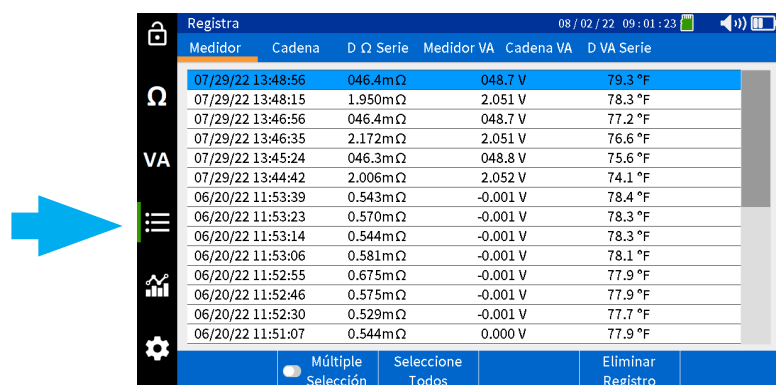 Registra 08/02/22 09:01:23
Medidor Cadena D Ω Serie Medidor VA Cadena VA D VA Serie
07/29/22 13:48:56 046.4mΩ 048.7 V 79.3 °F
Ω 07/29/22 13:48:15 1.950mΩ 2.051 V 78.3 °F
07/29/22 13:46:56 046.4mΩ 048.7 V 77.2 °F
07/29/22 13:46:35 2.172mΩ 2.051 V 76.6 °F
VA 07/29/22 13:45:24 046.3mΩ 048.8 V 75.6 °F
07/29/22 13:44:42 2.006mΩ 2.052 V 74.1 °F
06/20/22 11:53:39 0.543mΩ -0.001 V 78.4 °F
06/20/22 11:53:23 0.570mΩ -0.001 V 78.3 °F
06/20/22 11:53:14 0.544mΩ -0.001 V 78.3 °F
06/20/22 11:53:06 0.581mΩ -0.001 V 78.1 °F
06/20/22 11:52:55 0.675mΩ -0.001 V 77.9 °F
06/20/22 11:52:46 0.575mΩ -0.001 V 77.9 °F
06/20/22 11:52:30 0.529mΩ -0.001 V 77.7 °F
06/20/22 11:51:07 0.544mΩ 0.000 V 77.9 °F
Múltiple Seleccione Eliminar
Selección Todos Registro